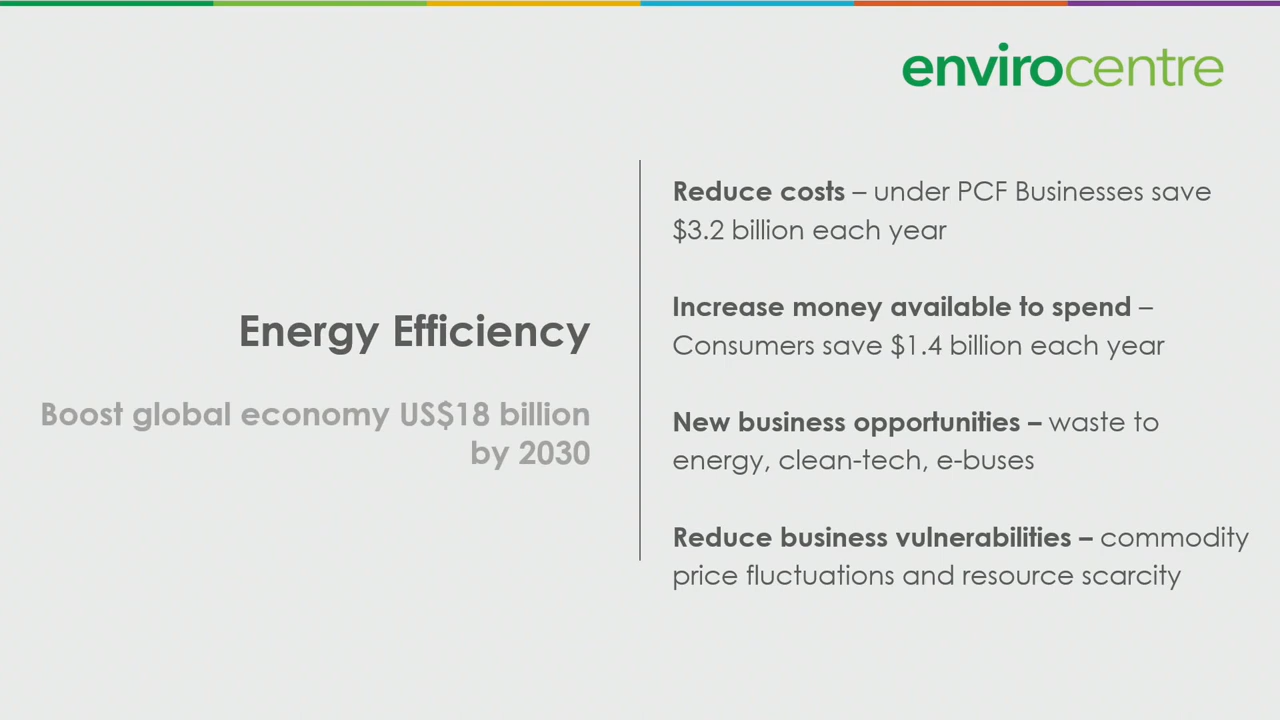 envirocentre
Energy Efficiency
Boost global economy US$18 billion
by 2030
Reduce costs – under PCF Businesses save
$3.2 billion each year
Increase money available to spend –
Consumers save $1.4 billion each year
New business opportunities – waste to
energy, clean-tech, e-buses
Reduce business vulnerabilities – commodity
price fluctuations and resource scarcity